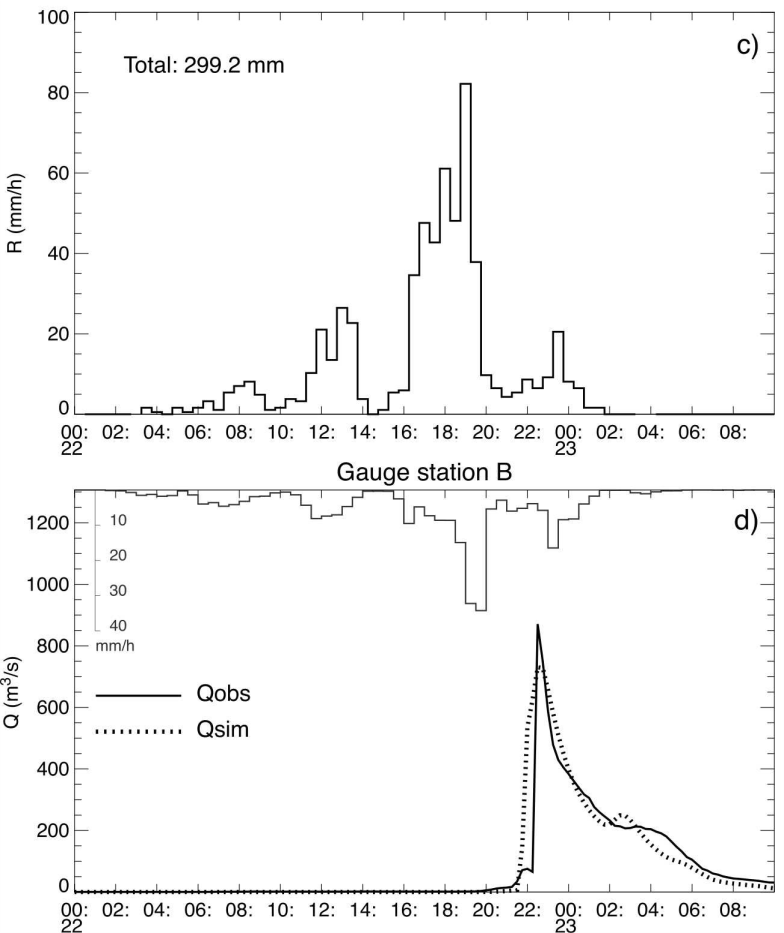 100
c)
Total: 299.2 mm
80
60
R (mm/h)
40
20
0
00: 02: 04: 06: 08: 10: 12: 14: 16: 18: 20: 22: 00: 02: 04: 06: 08:
22 23
Gauge station B
d)
1200
10
20
1000
30
40
800
mm/h
Q (m³/s)
Qobs
600
Qsim
400
200
0
00: 02: 04: 06: 08: 10: 12: 14: 16: 18: 20: 22: 00: 02: 04: 06: 08:
22 23